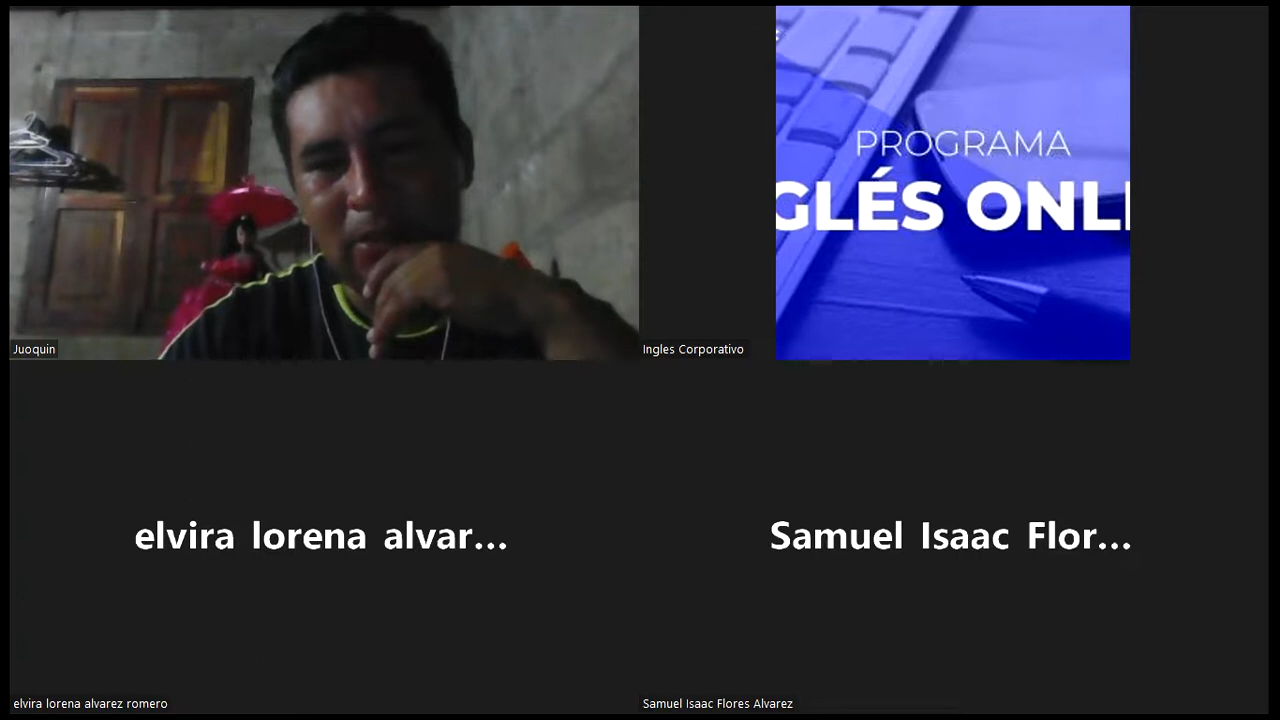 Juoquin
PROGRAMA
GLÉS ONLI
Ingles Corporativo
elvira lorena alvar...
Samuel Isaac Flor...
elvira lorena alvarez romero
Samuel Isaac Flores Alvarez